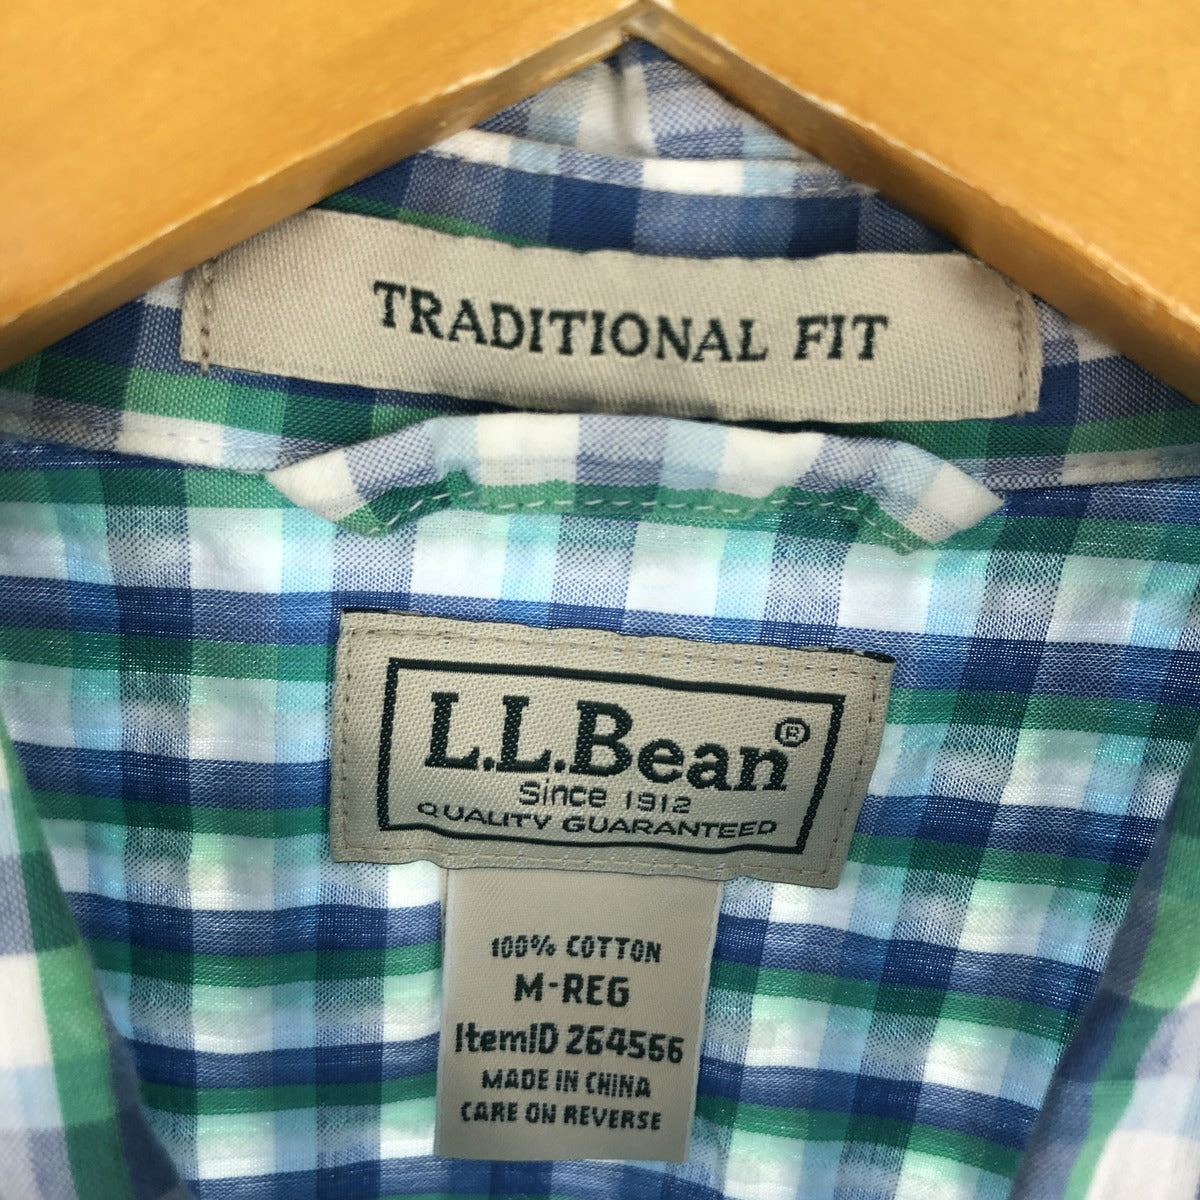 TRADITIONAL FIT
L.L.Bean®
Since 1912
QUALITY GUARANTEED
100% COTTON
M-REG
ItemID 264566
MADE IN CHINA
CARE ON REVERSE